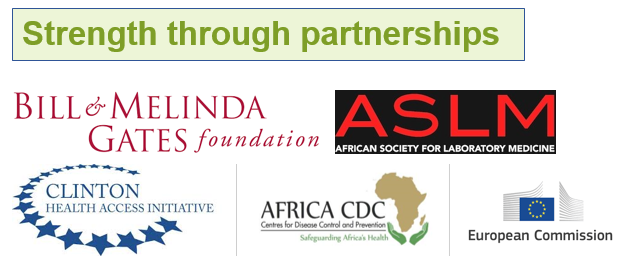 Strength through partnerships
BILL & MELINDA
GATES foundation
ASLM
AFRICAN SOCIETY FOR LABORATORY MEDICINE
CLINTON
HEALTH ACCESS INITIATIVE
AFRICA CDC
Centres for Disease Control and Prevention
Safeguarding Africa's Health
European Commission